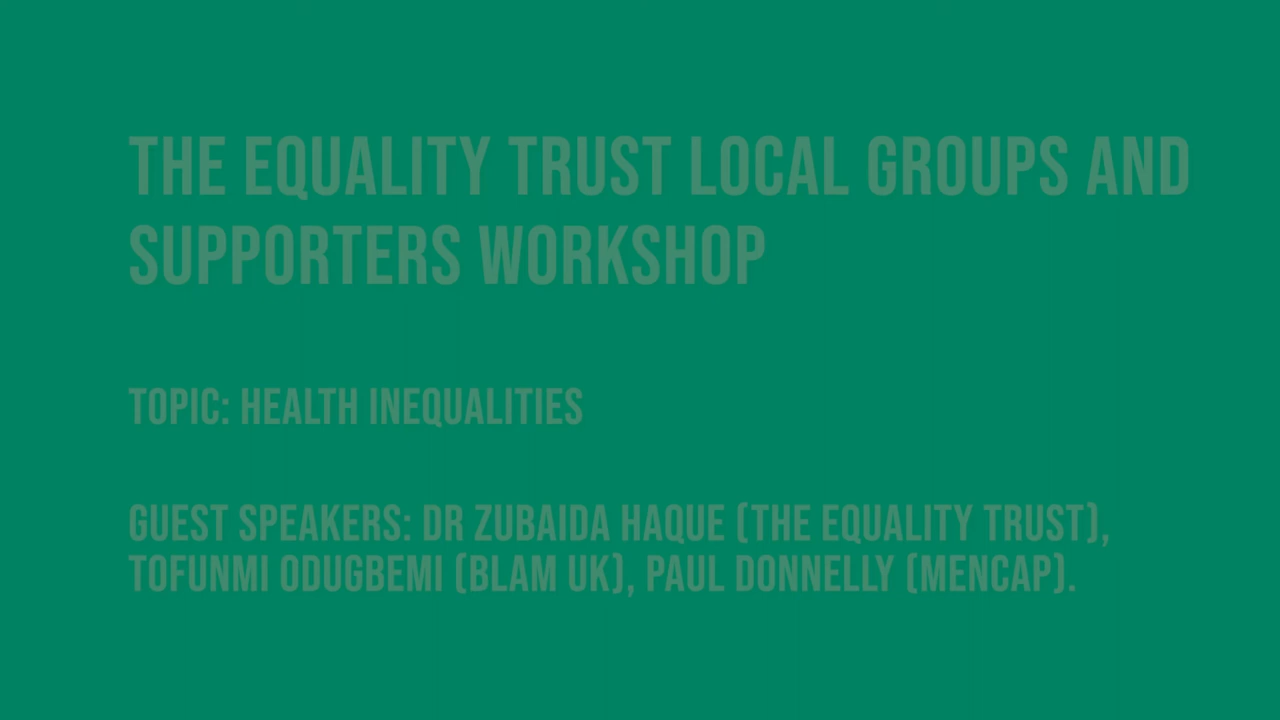 THE EQUALITY TRUST LOCAL GROUPS AND
SUPPORTERS WORKSHOP
TOPIC: HEALTH INEQUALITIES
GUEST SPEAKERS: DR ZUBAIDA HAQUE (THE EQUALITY TRUST),
TOFUNMI ODUGBEMI (BLAM UK), PAUL DONNELLY (MENCAP).